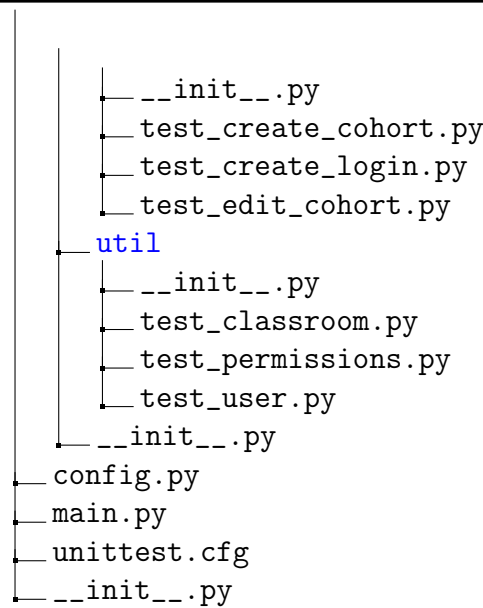 __init__.py
test_create_cohort.py
test_create_login.py
test_edit_cohort.py
util
__init__.py
test_classroom.py
test_permissions.py
test_user.py
__init__.py
config.py
main.py
unittest.cfg
__init__.py